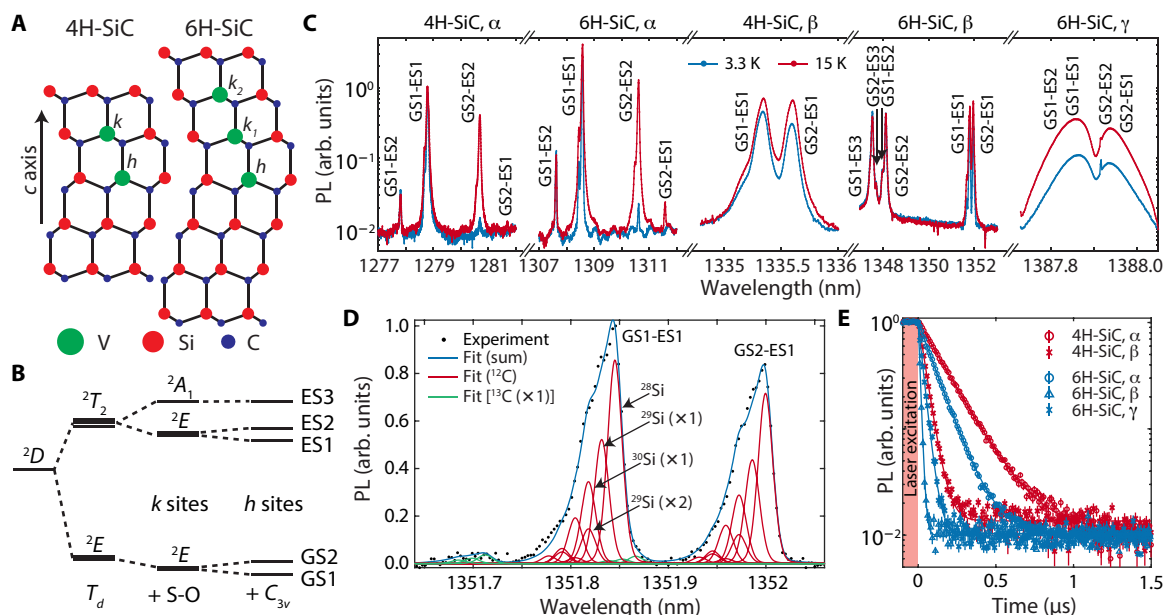 A
4H-SiC
6H-SiC
c axis
k
h
k2
k1
h
V
Si
C
B
2D
2T2
2E
2A1
2E
2E
ES3
ES2
ES1
k sites
h sites
GS2
GS1
Td
+ S-O
+ C3v
C
4H-SiC, α
6H-SiC, α
4H-SiC, β
6H-SiC, β
6H-SiC, γ
3.3 K
15 K
PL (arb. units)
10^0
10^-1
10^-2
GS1–ES2
GS1–ES1
GS2–ES2
GS2–ES1
GS1–ES2
GS1–ES1
GS2–ES2
GS2–ES1
GS1–ES1
GS2–ES1
GS1–ES3
GS2–ES3
GS1–ES2
GS2–ES2
GS1–ES1
GS2–ES1
GS1–ES2
GS1–ES1
GS2–ES2
GS2–ES1
1277
1279
1281
1307
1309
1311
1335
1335.5
1336
1348
1350
1352
1387.8
1388.0
Wavelength (nm)
D
Experiment
Fit (sum)
Fit (12C)
Fit [13C (×1)]
GS1-ES1
GS2-ES1
28Si
29Si (×1)
30Si (×1)
29Si (×2)
PL (arb. units)
1.0
0.8
0.6
0.4
0.2
0
1351.7
1351.8
1351.9
1352
Wavelength (nm)
E
4H-SiC, α
4H-SiC, β
6H-SiC, α
6H-SiC, β
6H-SiC, γ
Laser excitation
PL (arb. units)
10^0
10^-1
10^-2
0
0.5
1.0
1.5
Time (μs)